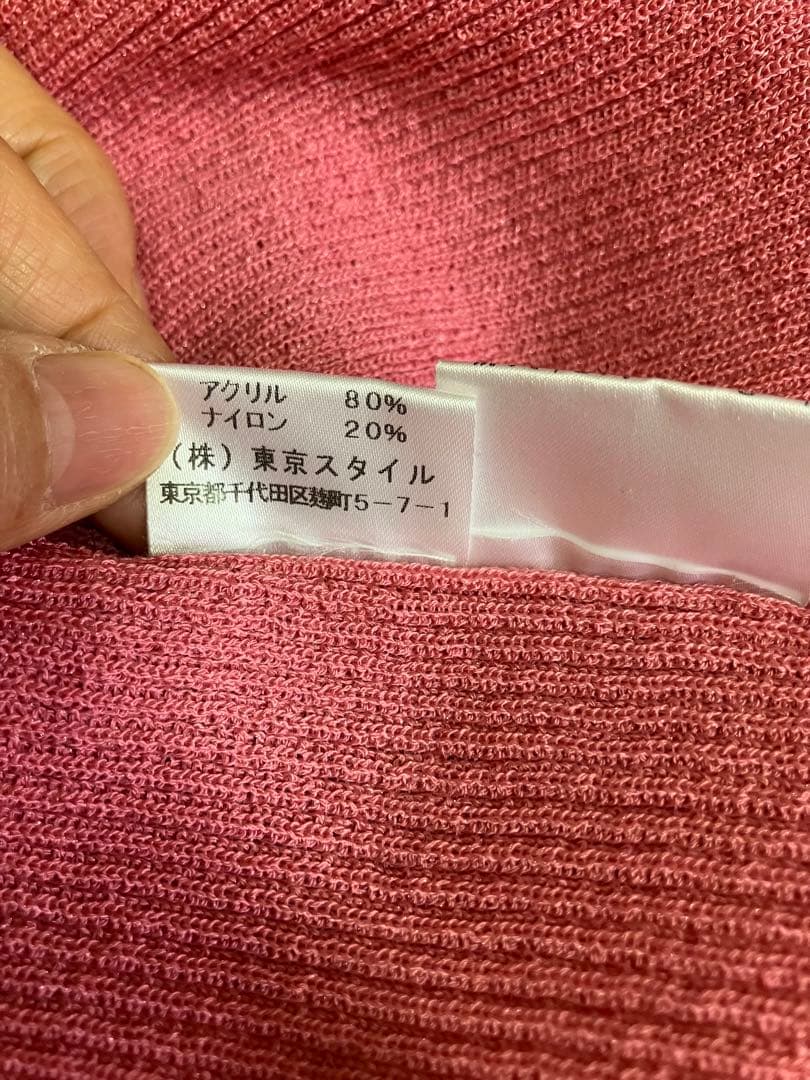 アクリル 80%
ナイロン 20%
(株)東京スタイル
東京都千代田区麹町5-7-1